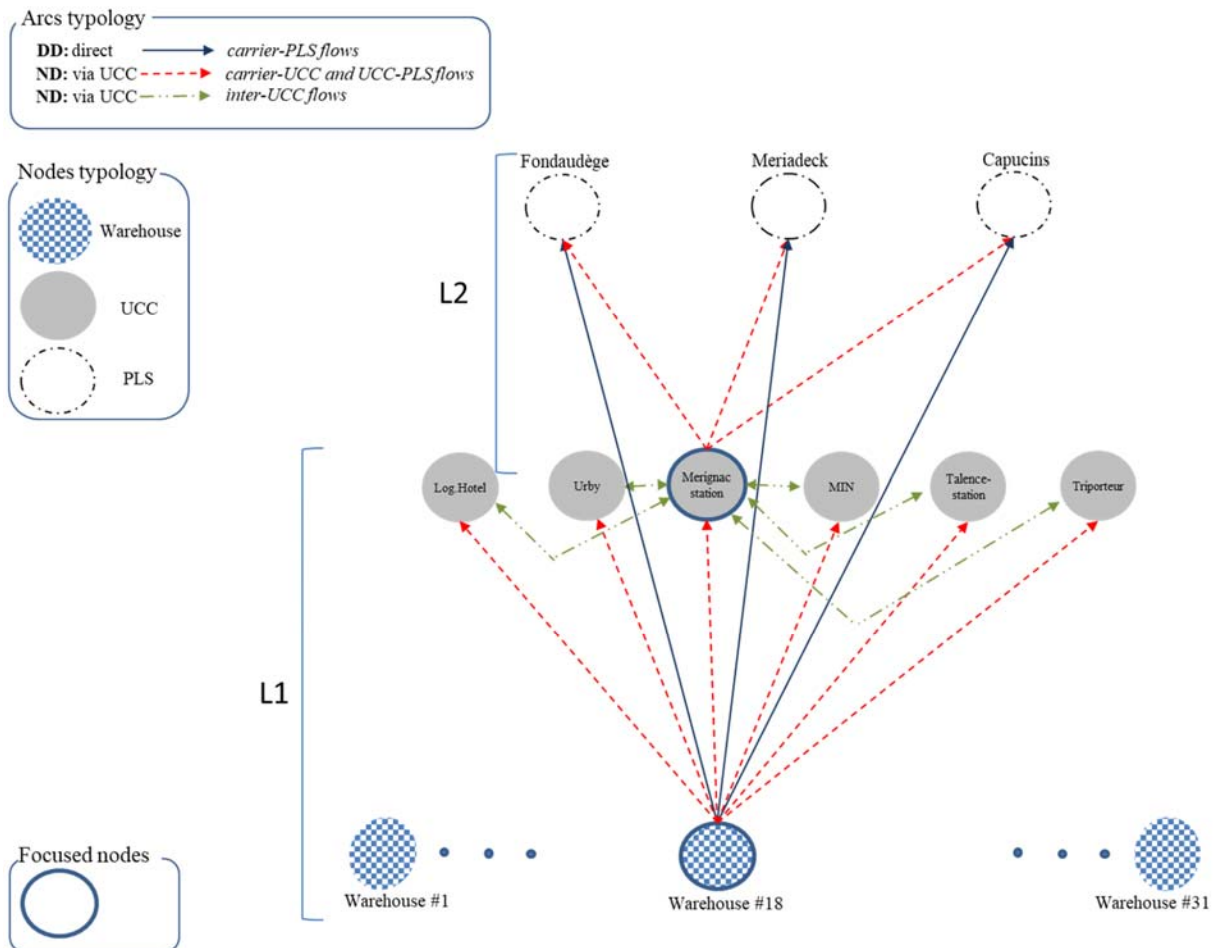 Arcs typology
DD: direct carrier-PLS flows
ND: via UCC carrier-UCC and UCC-PLS flows
ND: via UCC inter-UCC flows
Nodes typology
Warehouse
UCC
PLS
Fondaudège
Meriadeck
Capucins
L2
Log.Hotel
Urby
Merignac
station
MIN
Talence-
station
Triporteur
L1
Focused nodes
Warehouse #1
Warehouse #18
Warehouse #31